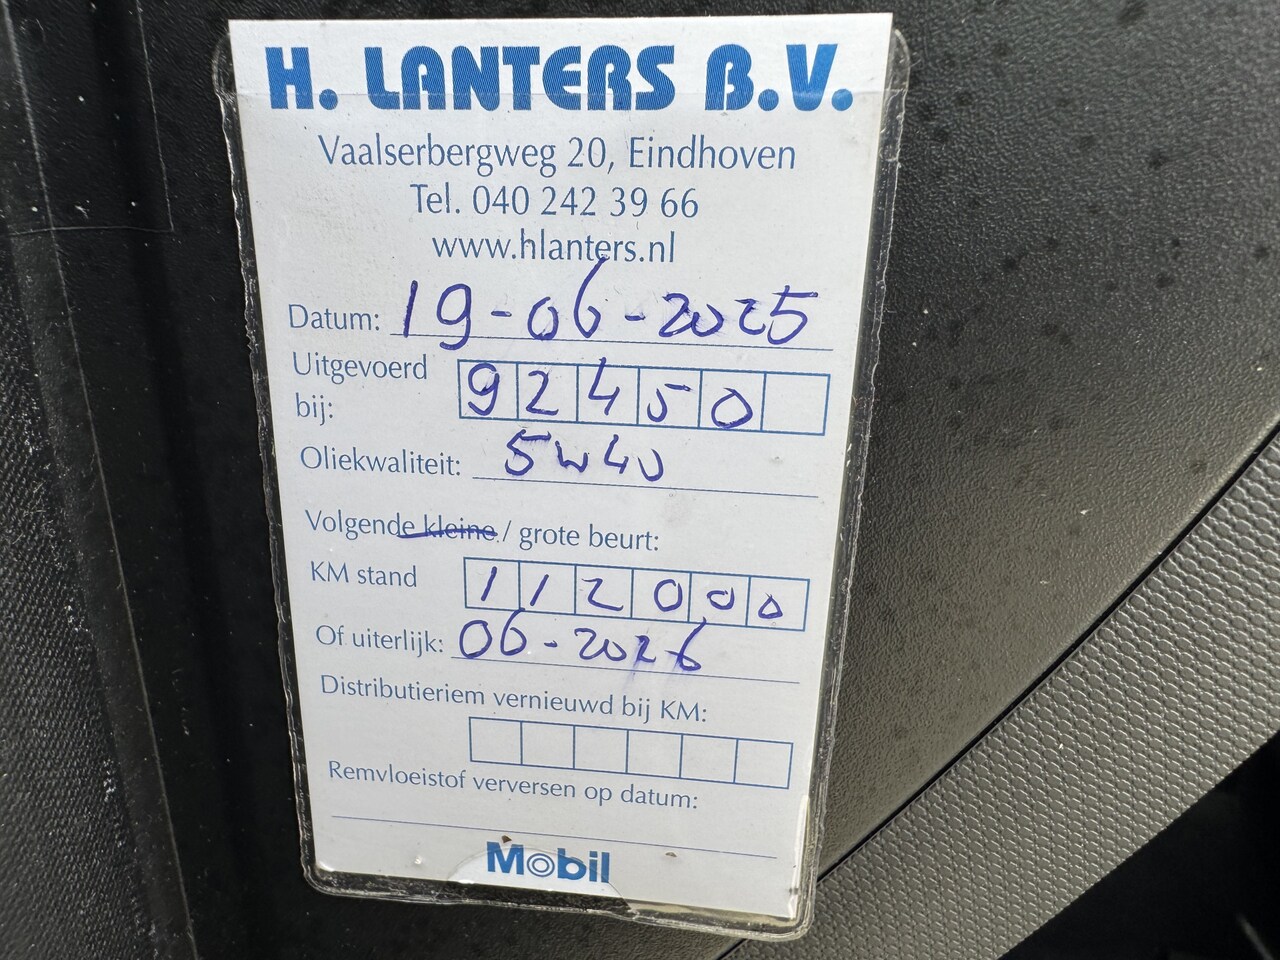 H. LANTERS B.V.
Vaalserbergweg 20, Eindhoven
Tel. 040 242 39 66
www.hlanters.nl
Datum: 19-06-2025
Uitgevoerd bij: 92450
Oliekwaliteit: 5w40
Volgende kleine / grote beurt:
KM stand 112000
Of uiterlijk: 06-2026
Distributieriem vernieuwd bij KM:
Remvloeistof verversen op datum:
Mobil